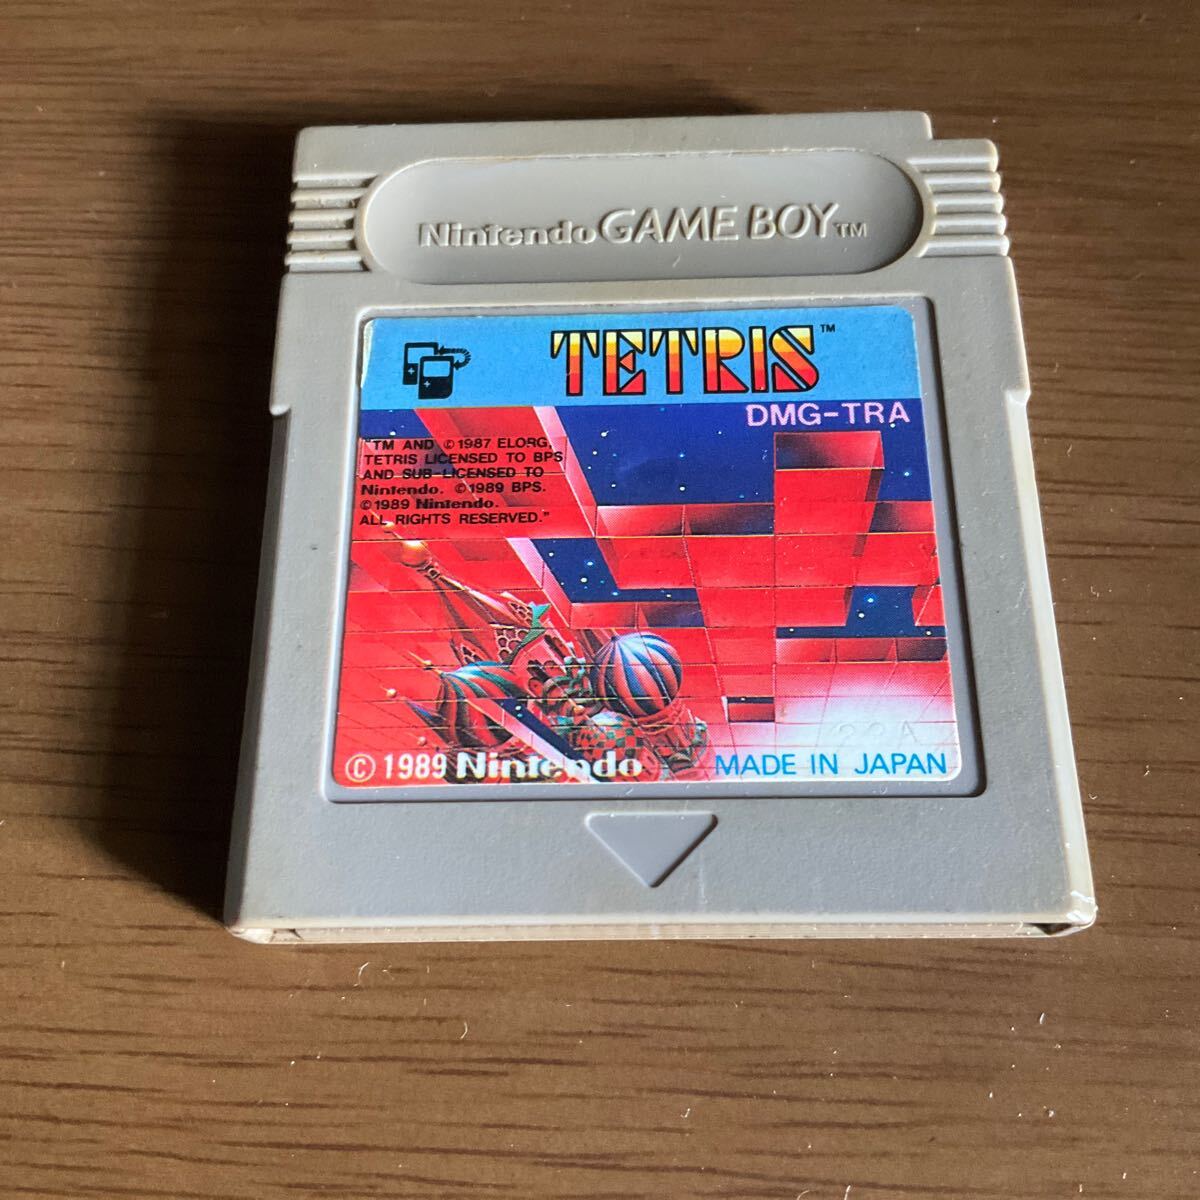 Nintendo GAME BOY™
TETRIS™
DMG-TRA
"TM AND © 1987 ELORG,
TETRIS LICENSED TO BPS
AND SUB-LICENSED TO
Nintendo. © 1989 BPS.
© 1989 Nintendo.
ALL RIGHTS RESERVED."
22A
© 1989 Nintendo
MADE IN JAPAN